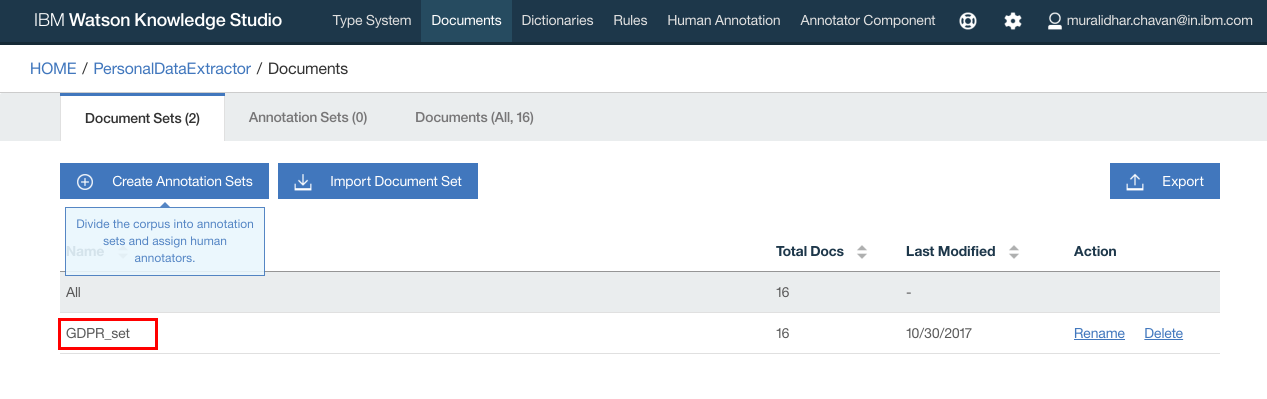 IBM Watson Knowledge Studio Type System Documents Dictionaries Rules Human Annotation Annotator Component muralidhar.chavan@in.ibm.com
HOME / PersonalDataExtractor / Documents
Document Sets (2) Annotation Sets (0) Documents (All, 16)
Create Annotation Sets Import Document Set Export
Divide the corpus into annotation
sets and assign human
annotators.
Name Total Docs Last Modified Action
All 16 -
GDPR_set 16 10/30/2017 Rename Delete